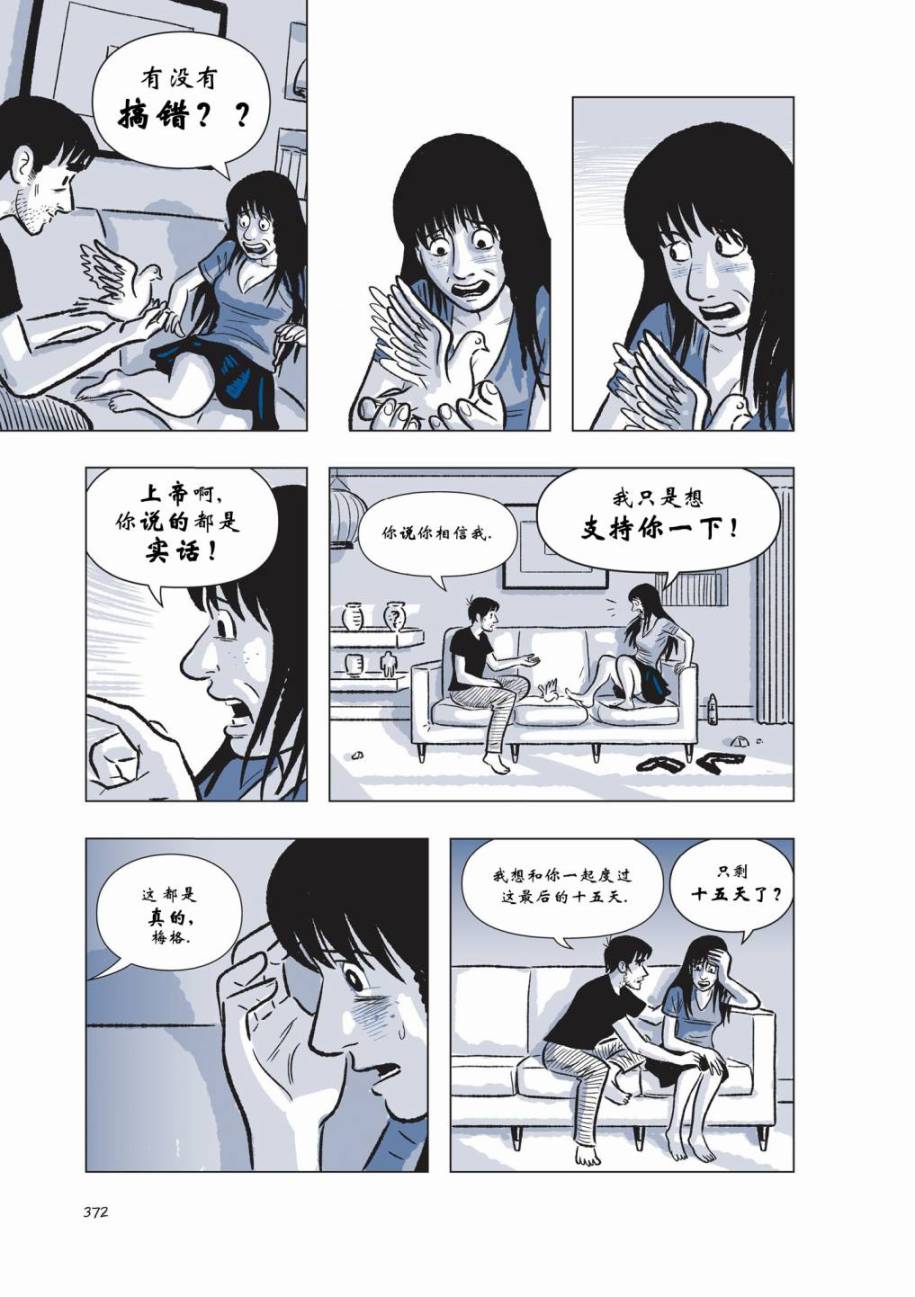 有没有
搞错？？
上帝啊，
你说的都是
实话！
你说你相信我.
我只是想
支持你一下！
这都是
真的，
梅格.
我想和你一起度过
这最后的十五天.
只剩
十五天了？
372